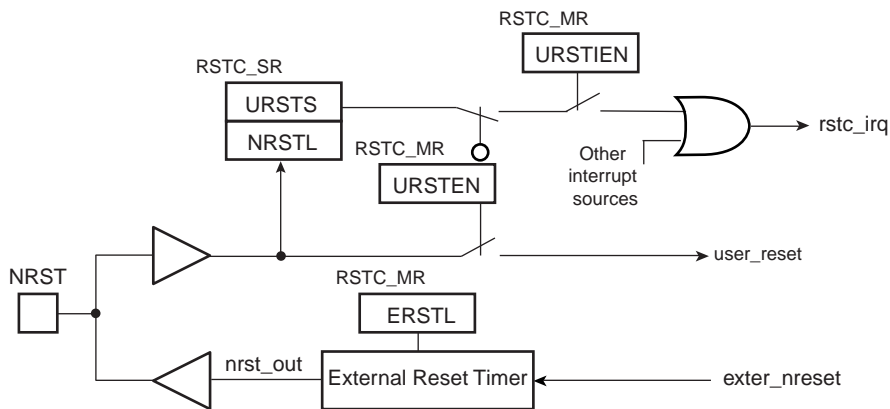 RSTC_MR
URSTIEN
RSTC_SR
URSTS
NRSTL
rstc_irq
RSTC_MR
URSTEN
Other
interrupt
sources
user_reset
NRST
RSTC_MR
ERSTL
nrst_out
External Reset Timer
exter_nreset